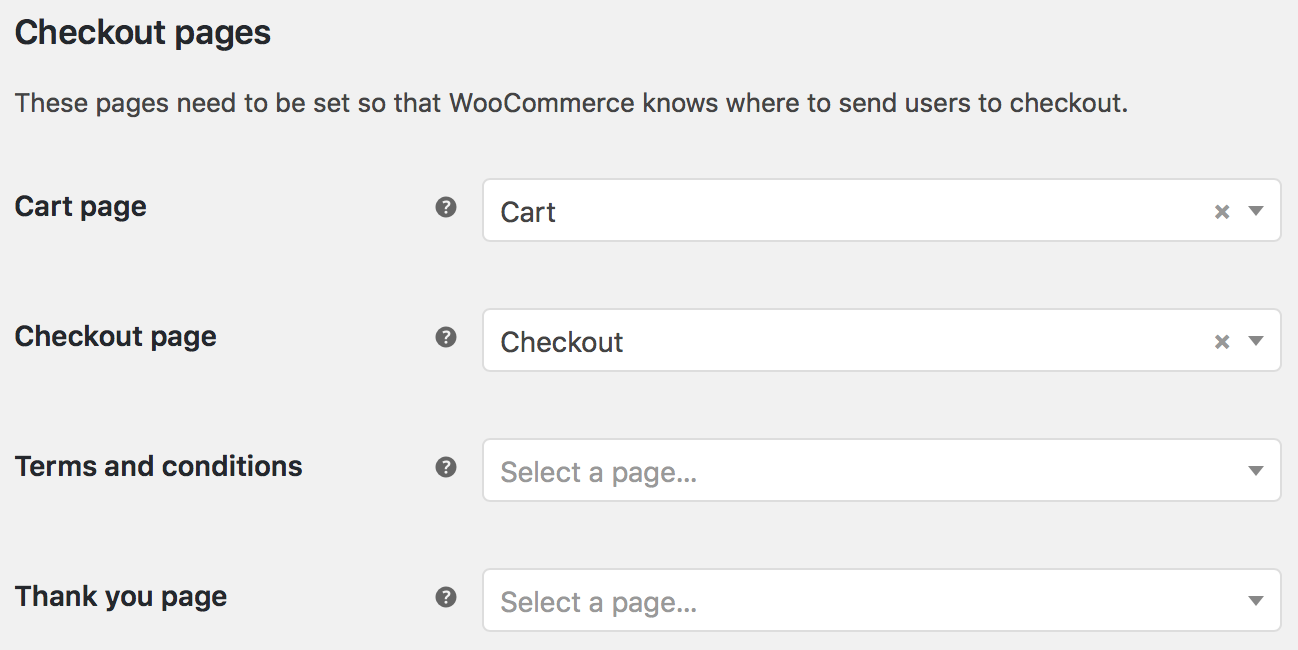 Checkout pages
These pages need to be set so that WooCommerce knows where to send users to checkout.
Cart page ? Cart ×
Checkout page ? Checkout ×
Terms and conditions ? Select a page...
Thank you page ? Select a page...